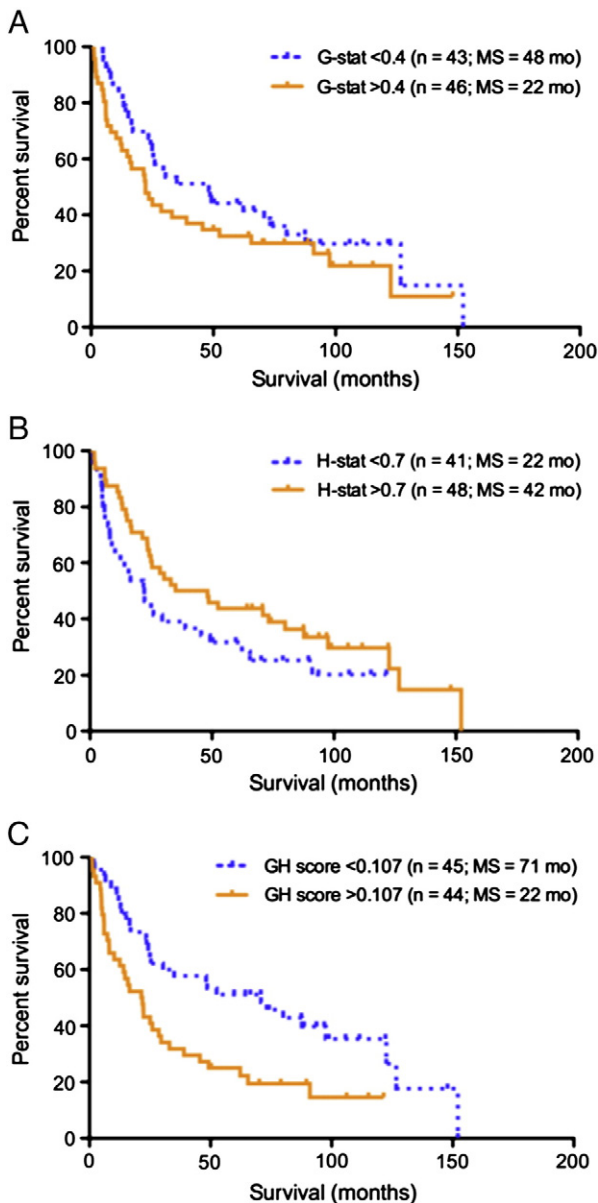 A
G-stat <0.4 (n = 43; MS = 48 mo)
G-stat >0.4 (n = 46; MS = 22 mo)
Percent survival
100
80
60
40
20
0
0 50 100 150 200
Survival (months)
B
H-stat <0.7 (n = 41; MS = 22 mo)
H-stat >0.7 (n = 48; MS = 42 mo)
Percent survival
100
80
60
40
20
0
0 50 100 150 200
Survival (months)
C
GH score <0.107 (n = 45; MS = 71 mo)
GH score >0.107 (n = 44; MS = 22 mo)
Percent survival
100
80
60
40
20
0
0 50 100 150 200
Survival (months)